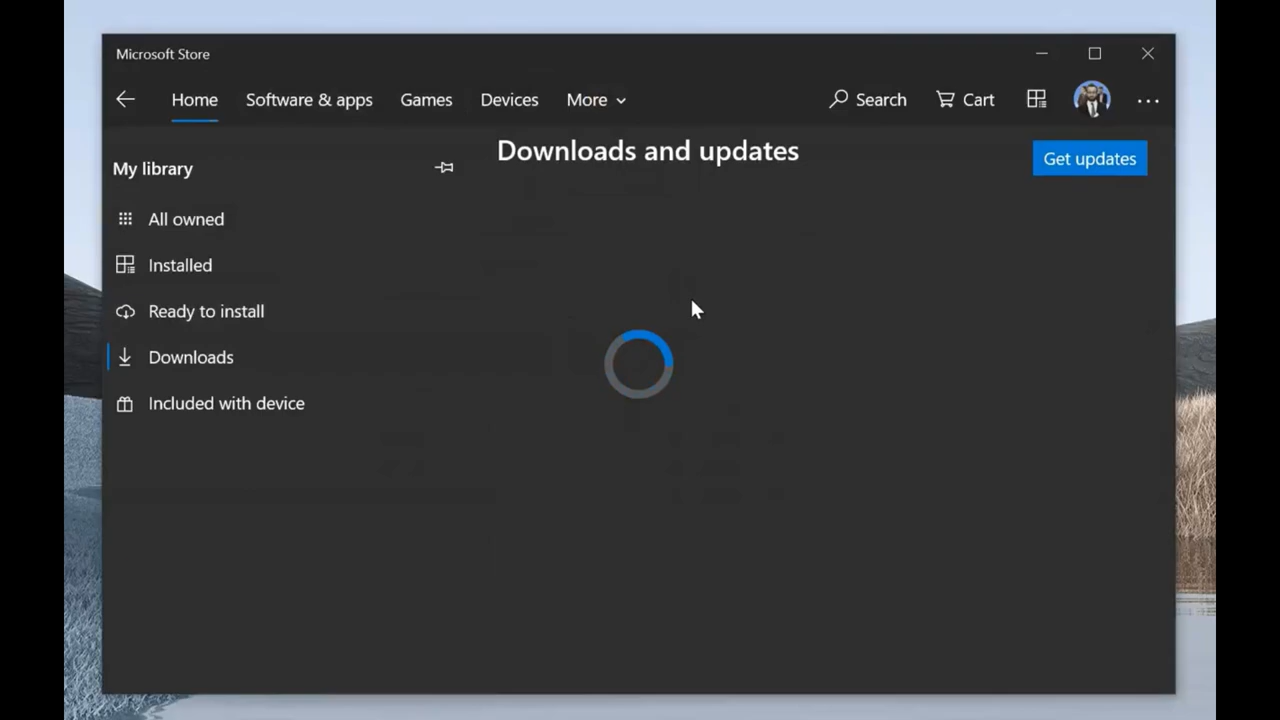 Microsoft Store
Home Software & apps Games Devices More Search Cart
My library
Downloads and updates
Get updates
All owned
Installed
Ready to install
Downloads
Included with device